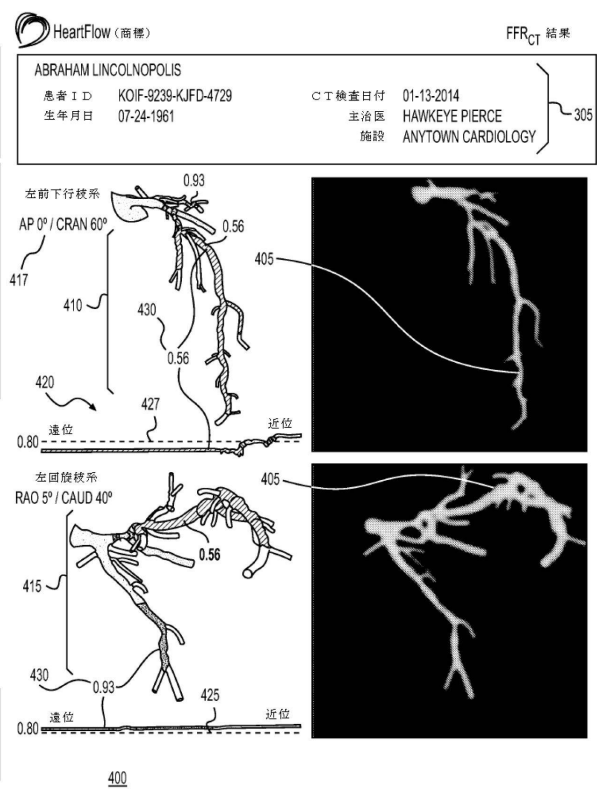 HeartFlow (商標)
FFRCT 結果
ABRAHAM LINCOLNOPOLIS
患者ID KOIF-9239-KJFD-4729
生年月日 07-24-1961
CT検査日付 01-13-2014
主治医 HAWKEYE PIERCE
施設 ANYTOWN CARDIOLOGY
305
左前下行枝系
AP 0º / CRAN 60º
417
0.93
0.56
405
410
430
0.56
420
427
遠位
近位
0.80
左回旋枝系
RAO 5º / CAUD 40º
405
0.56
415
430
0.93
425
遠位
近位
0.80
400